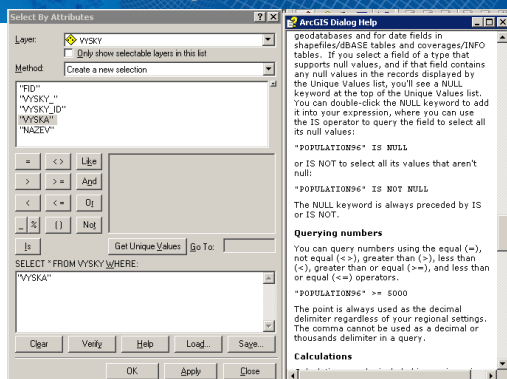 Select By Attributes
Layer:
VYSKY
Only show selectable layers in this list
Method:
Create a new selection
"FID"
"VYSKY_"
"VYSKY_ID"
"VYSKA"
"NAZEV"
= <> Like
> >= And
< <= Or
_ % () Not
Is
Get Unique Values
Go To:
SELECT * FROM VYSKY WHERE:
"VYSKA"
Clear
Verify
Help
Load...
Save...
OK
Apply
Close
ArcGIS Dialog Help
geodatabases and for date fields in
shapefiles/dBASE tables and coverages/INFO
tables. If you select a field of a type that
supports null values, and if that field contains
any null values in the records displayed by
the Unique Values list, you'll see a NULL
keyword at the top of the Unique Values list.
You can double-click the NULL keyword to add
it into your expression, where you can use
the IS operator to query the field to select all
its null values:
"POPULATION96" IS NULL
or IS NOT to select all its values that aren't
null:
"POPULATION96" IS NOT NULL
The NULL keyword is always preceded by IS
or IS NOT.
Querying numbers
You can query numbers using the equal (=),
not equal (<>), greater than (>), less than
(<), greater than or equal (>=), and less than
or equal (<=) operators.
"POPULATION96" >= 5000
The point is always used as the decimal
delimiter regardless of your regional settings.
The comma cannot be used as a decimal or
thousands delimiter in a query.
Calculations